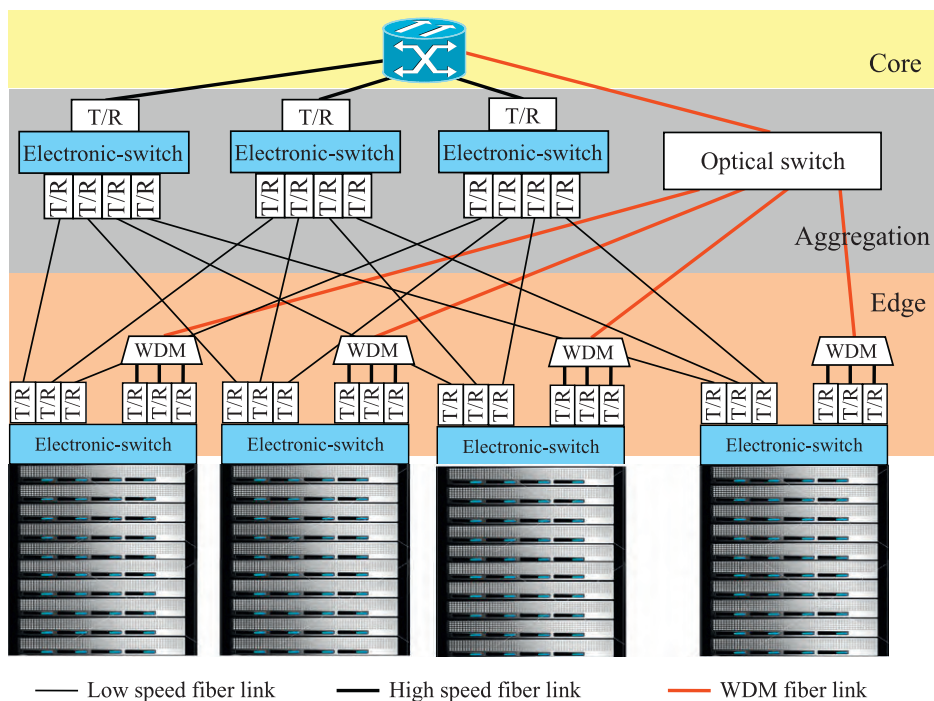 Core
T/R T/R T/R
Electronic-switch Electronic-switch Electronic-switch
Optical switch
T/R T/R T/R T/R T/R T/R T/R T/R T/R T/R T/R T/R
Aggregation
Edge
WDM WDM WDM WDM
T/R T/R T/R T/R T/R T/R T/R T/R T/R T/R T/R T/R T/R T/R T/R T/R T/R T/R T/R T/R T/R T/R T/R T/R
Electronic-switch Electronic-switch Electronic-switch Electronic-switch
Low speed fiber link High speed fiber link WDM fiber link